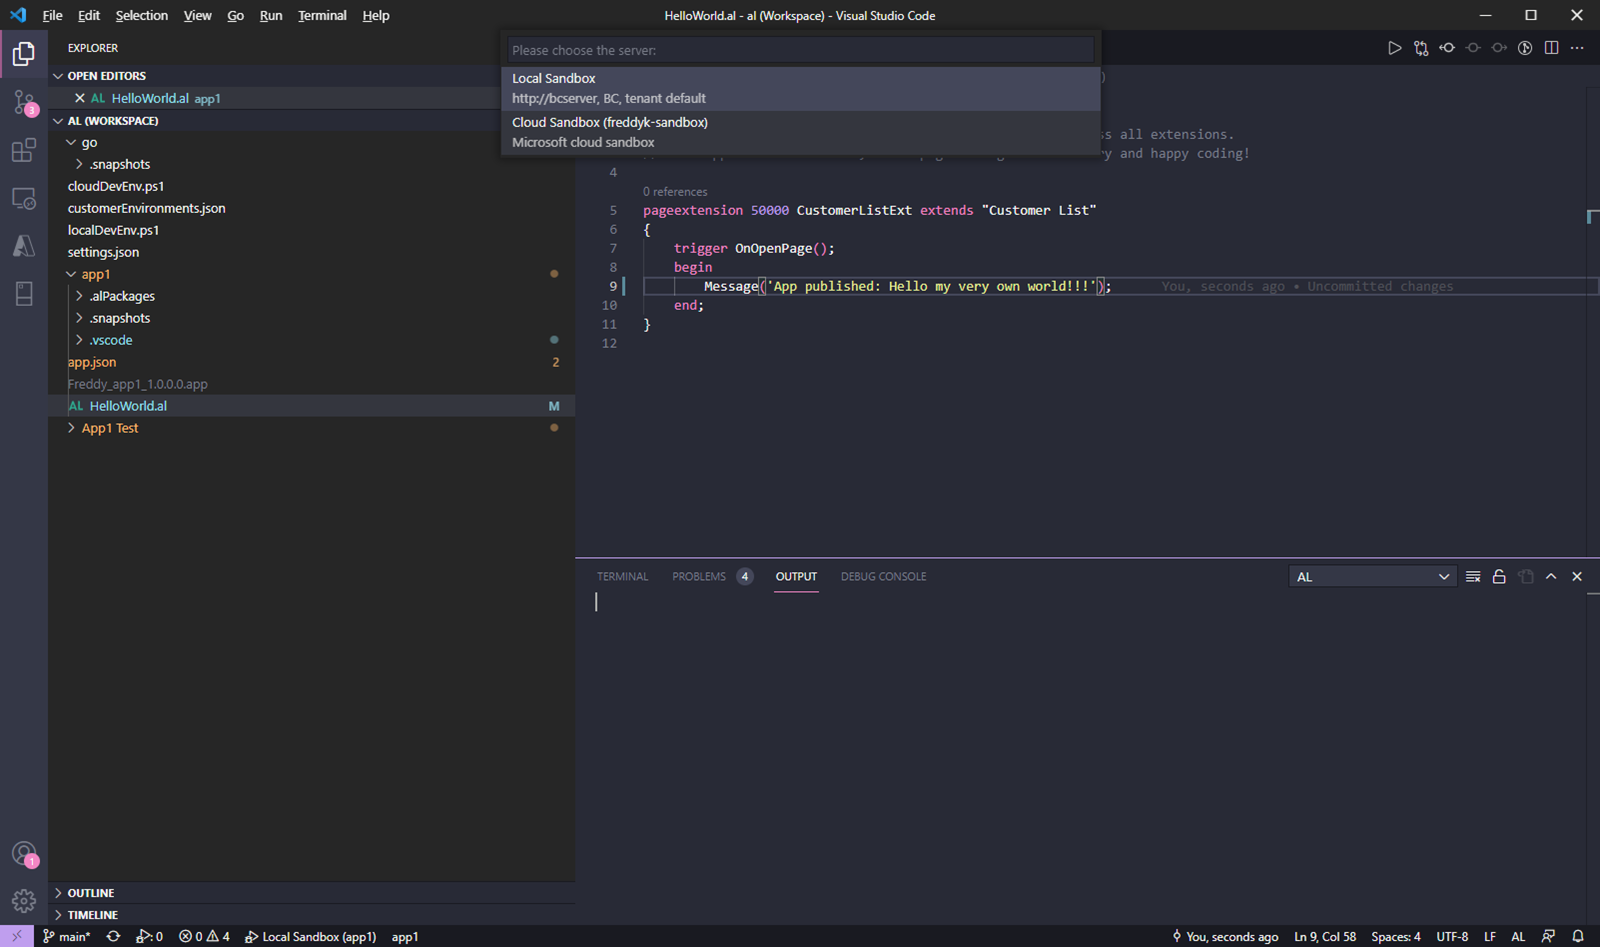 File Edit Selection View Go Run Terminal Help
HelloWorld.al - al (Workspace) - Visual Studio Code
EXPLORER
OPEN EDITORS
AL HelloWorld.al app1
AL (WORKSPACE)
go
.snapshots
cloudDevEnv.ps1
customerEnvironments.json
localDevEnv.ps1
settings.json
app1
.alPackages
.snapshots
.vscode
app.json 2
Freddy_app1_1.0.0.0.app
AL HelloWorld.al M
App1 Test
OUTLINE
TIMELINE
3
1
Please choose the server:
Local Sandbox
http://bcserver, BC, tenant default
Cloud Sandbox (freddyk-sandbox)
Microsoft cloud sandbox
all extensions.
and happy coding!
4
0 references
5 pageextension 50000 CustomerListExt extends "Customer List"
6 {
7 trigger OnOpenPage();
8 begin
9 Message('App published: Hello my very own world!!!'); You, seconds ago • Uncommitted changes
10 end;
11 }
12
TERMINAL PROBLEMS 4 OUTPUT DEBUG CONSOLE AL
main* 0 0 4 Local Sandbox (app1) app1 You, seconds ago Ln 9, Col 58 Spaces: 4 UTF-8 LF AL